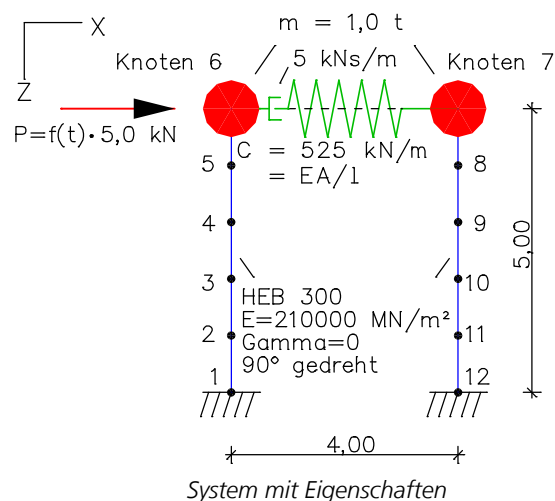 X
m = 1,0 t
Knoten 6
5 kNs/m
Knoten 7
Z
P=f(t)·5,0 kN
5
C = 525 kN/m
= EA/l
8
4
9
5,00
3
HEB 300
10
E=210000 MN/m²
2
Gamma=0
11
90° gedreht
1
12
4,00
System mit Eigenschaften